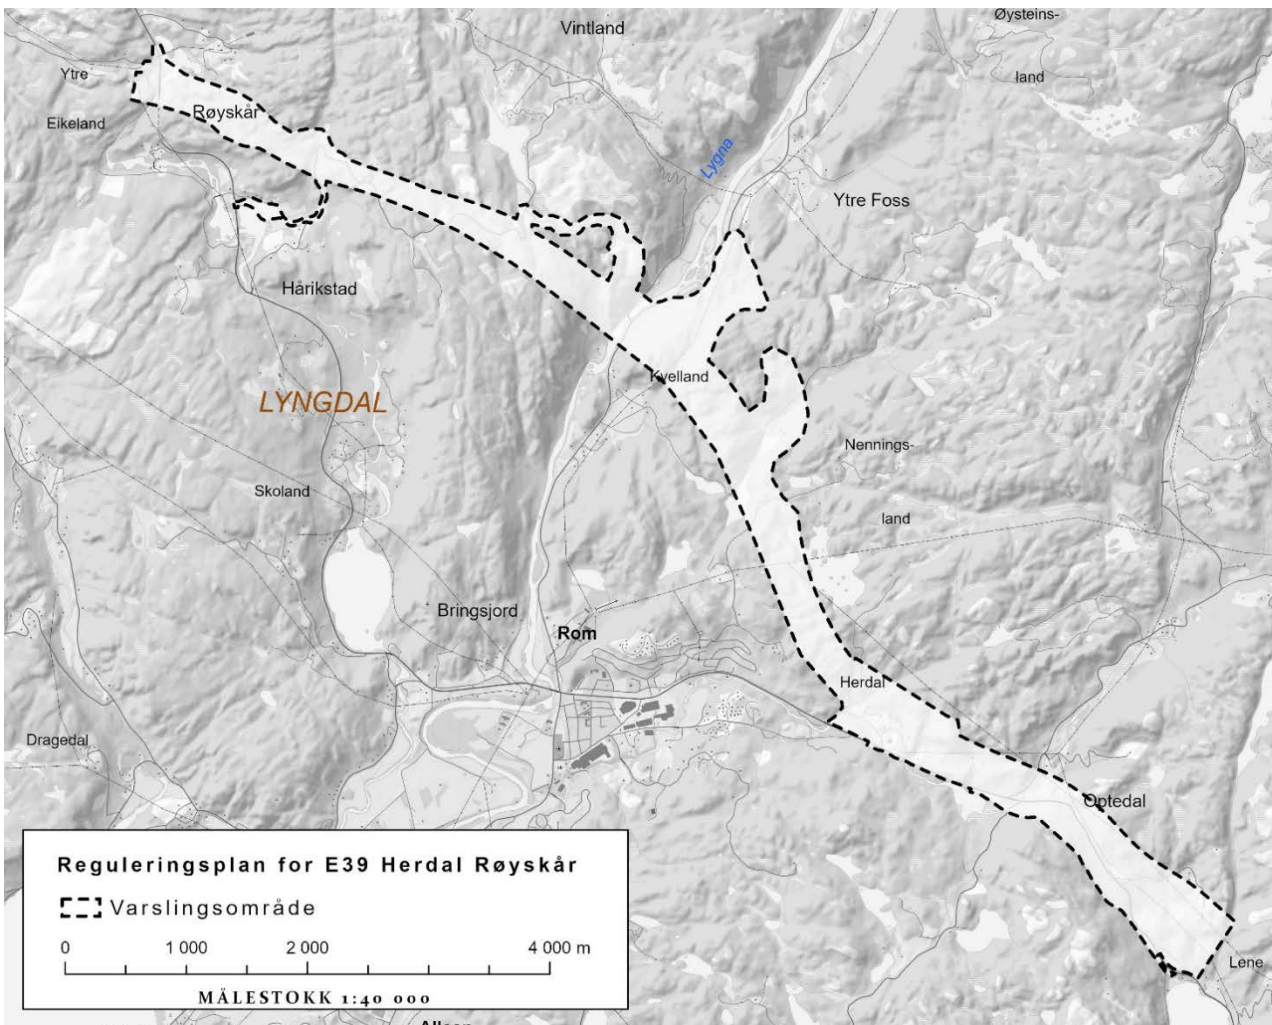 Vintland
Øysteins-
land
Ytre
Eikeland
Røyskår
Lygna
Ytre Foss
Hårikstad
Kvelland
LYNGDAL
Nennings-
land
Skoland
Bringsjord
Rom
Herdal
Dragedal
Optedal
Lene
Reguleringsplan for E39 Herdal Røyskår
Varslingsområde
0 1 000 2 000 4 000 m
MÅLESTOKK 1:40 000